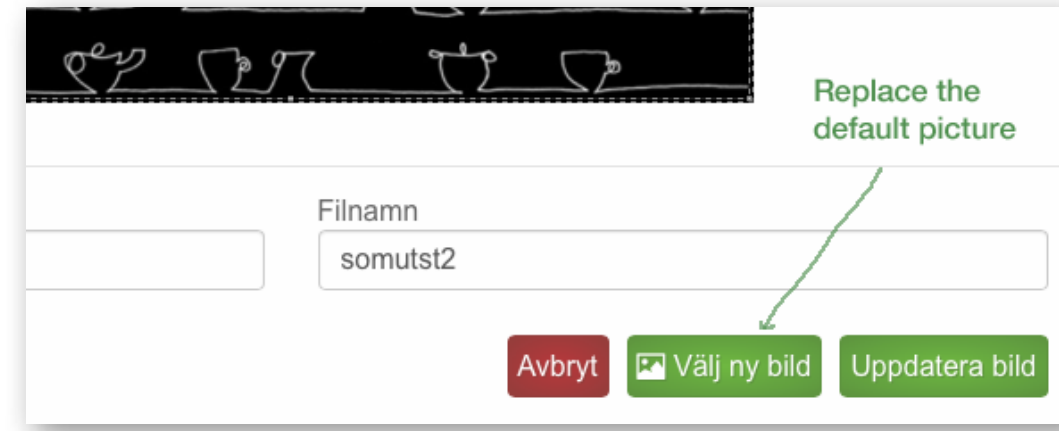 Replace the
default picture
Filnamn
somutst2
Avbryt
Välj ny bild
Uppdatera bild